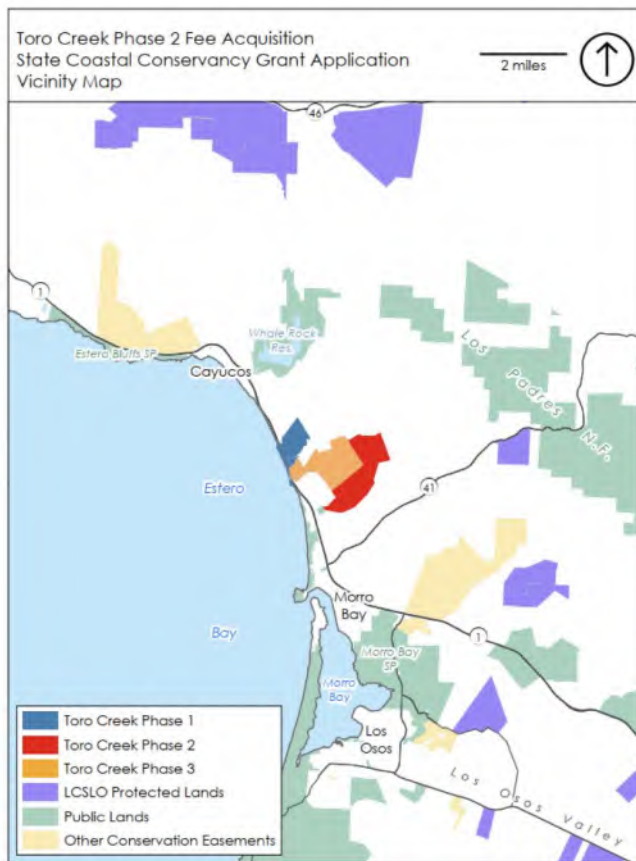 Toro Creek Phase 2 Fee Acquisition
State Coastal Conservancy Grant Application
Vicinity Map
2 miles
46
1
Whale Rock
Res.
Estero Bluffs SP
Cayucos
Los Padres N.F.
Estero
41
Bay
Morro
Bay
1
Morro Bay
SP
Morro
Bay
Los
Osos
Los Osos Valley
Toro Creek Phase 1
Toro Creek Phase 2
Toro Creek Phase 3
LCSLO Protected Lands
Public Lands
Other Conservation Easements